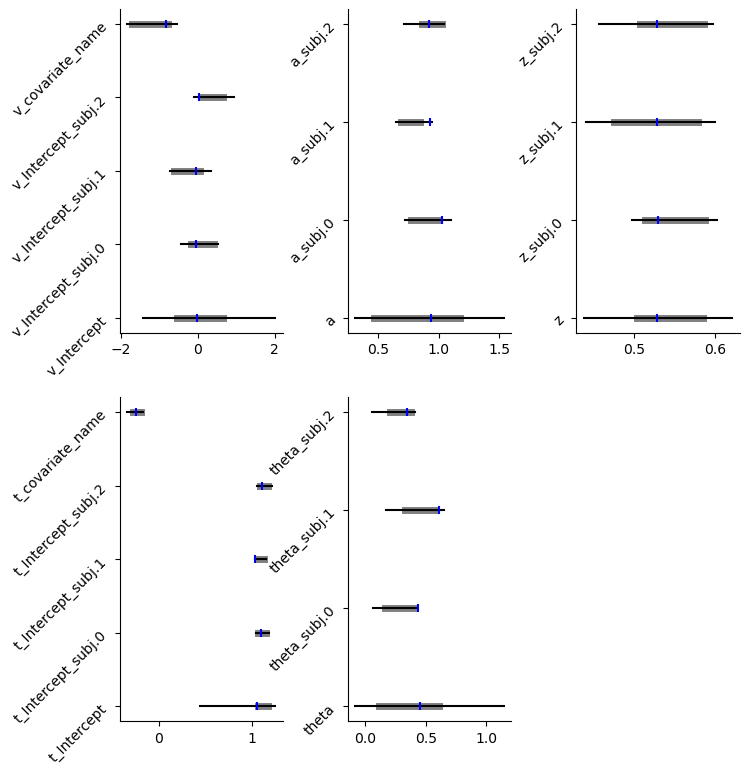 v_covariate_name
v_Intercept_subj.2
v_Intercept_subj.1
v_Intercept_subj.0
v_Intercept
−2 0 2
a_subj.2
a_subj.1
a_subj.0
a
0.5 1.0 1.5
z_subj.2
z_subj.1
z_subj.0
z
0.5 0.6
t_covariate_name
t_Intercept_subj.2
t_Intercept_subj.1
t_Intercept_subj.0
t_Intercept
0 1
theta_subj.2
theta_subj.1
theta_subj.0
theta
0.0 0.5 1.0